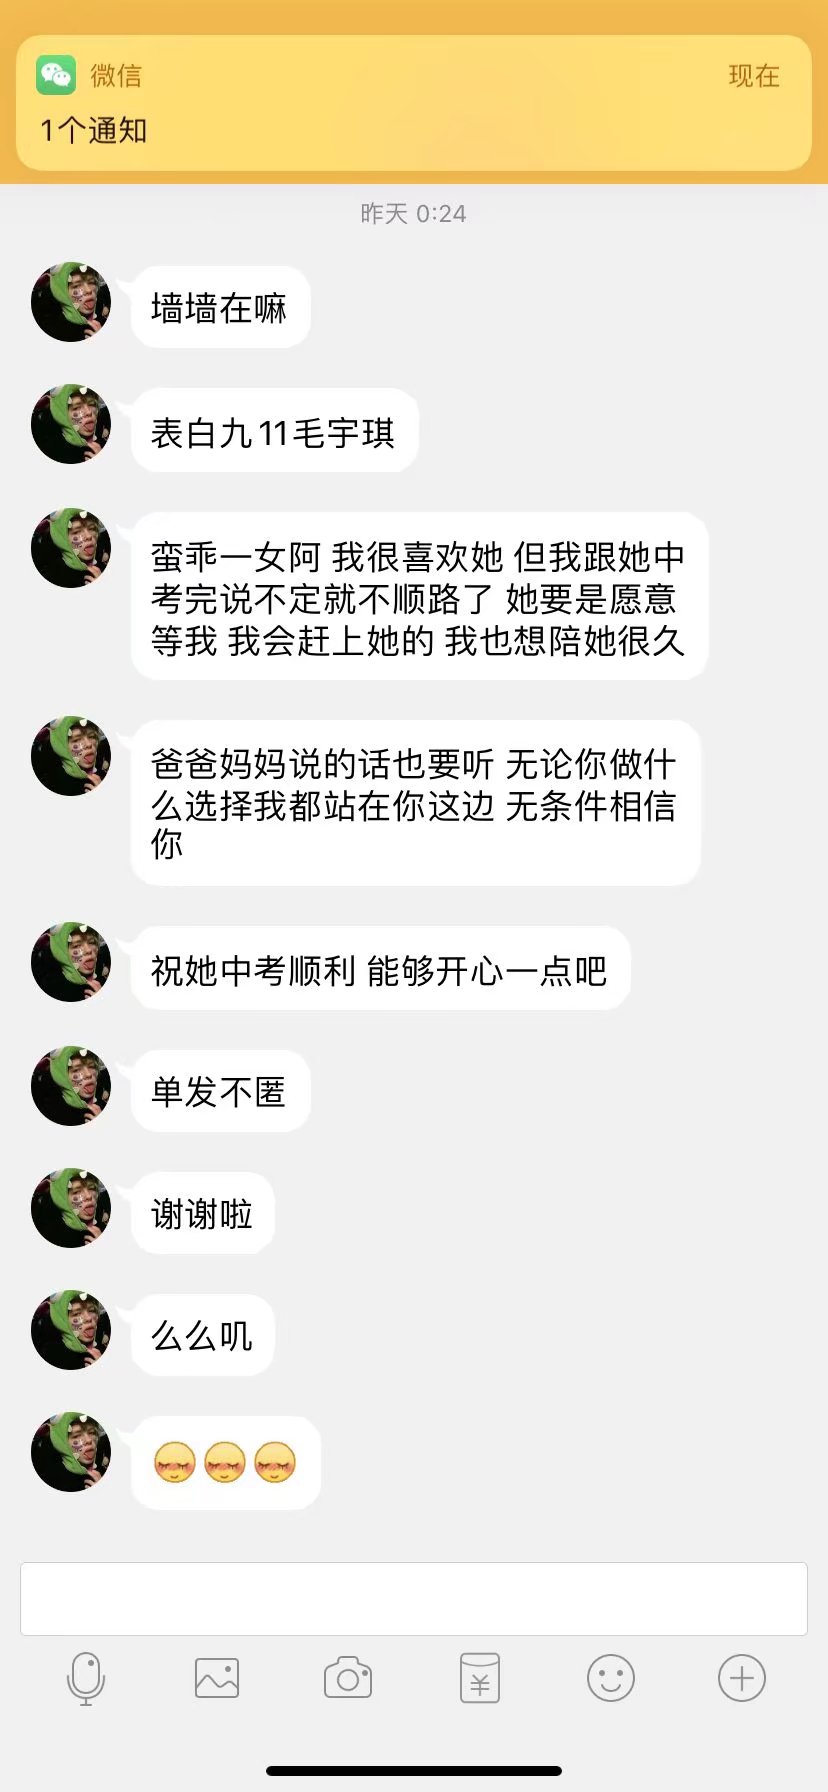 微信
现在
1个通知
昨天 0:24
墙墙在嘛
表白九11毛宇琪
蛮乖一女阿 我很喜欢她 但我跟她中
考完说不定就不顺路了 她要是愿意
等我 我会赶上她的 我也想陪她很久
爸爸妈妈说的话也要听 无论你做什
么选择我都站在你这边 无条件相信
你
祝她中考顺利 能够开心一点吧
单发不匿
谢谢啦
么么叽
¥